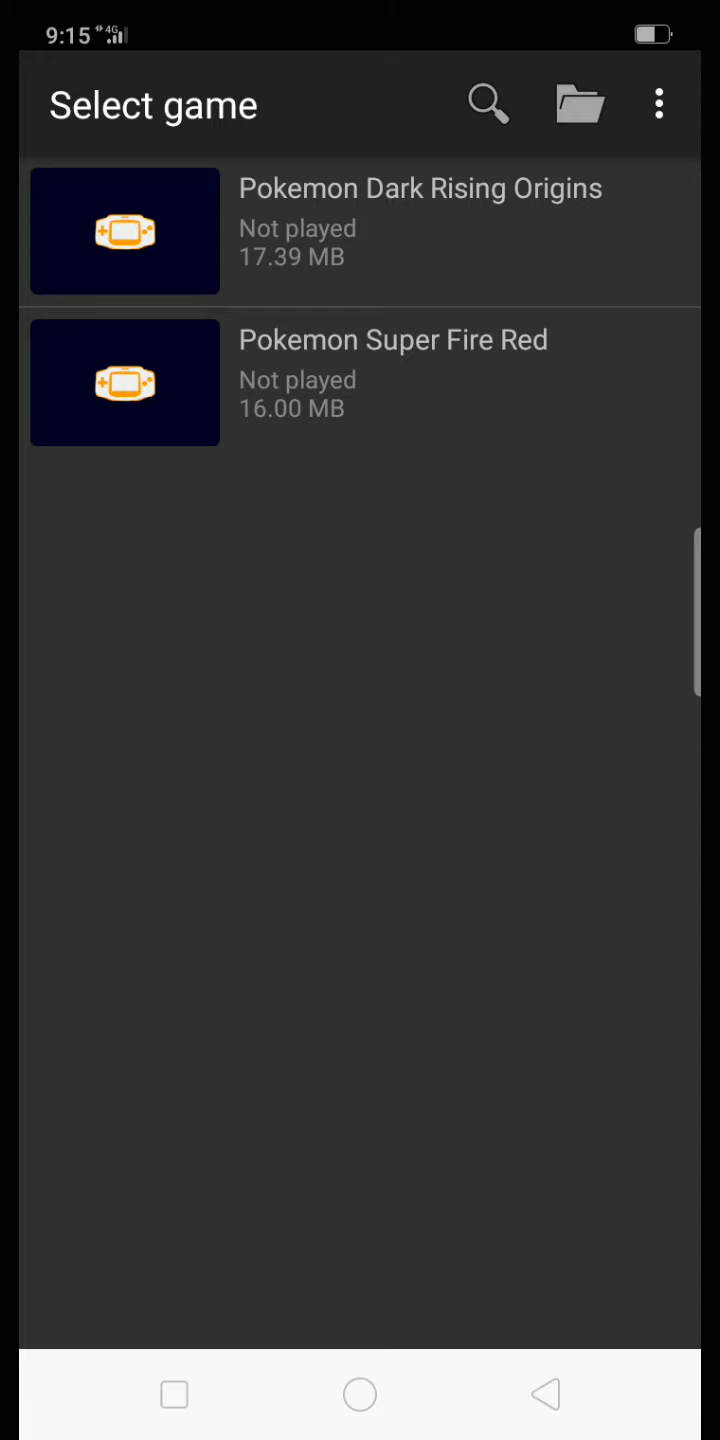 9:15 4G
Select game
Pokemon Dark Rising Origins
Not played
17.39 MB
Pokemon Super Fire Red
Not played
16.00 MB